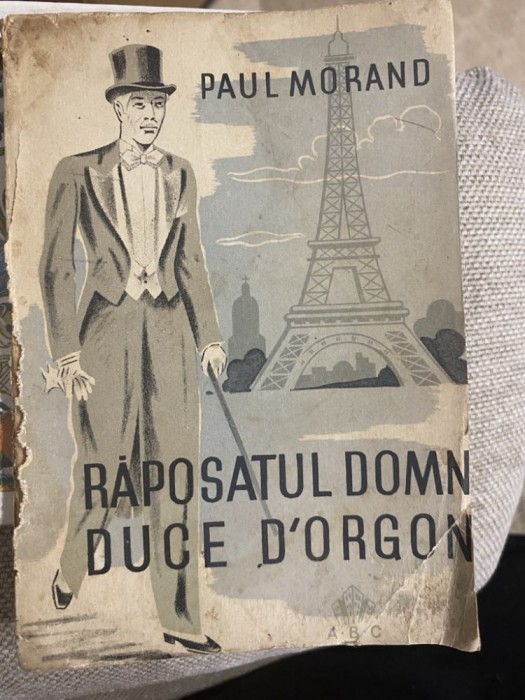 PAUL MORAND
RĂPOSATUL DOMN
DUCE D'ORGON
A B C